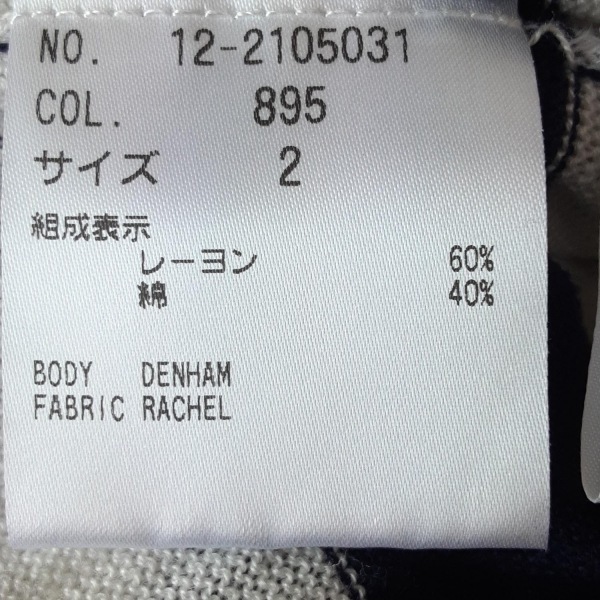 NO. 12-2105031
COL. 895
サイズ 2
組成表示
レーヨン 60%
綿 40%
BODY DENHAM
FABRIC RACHEL